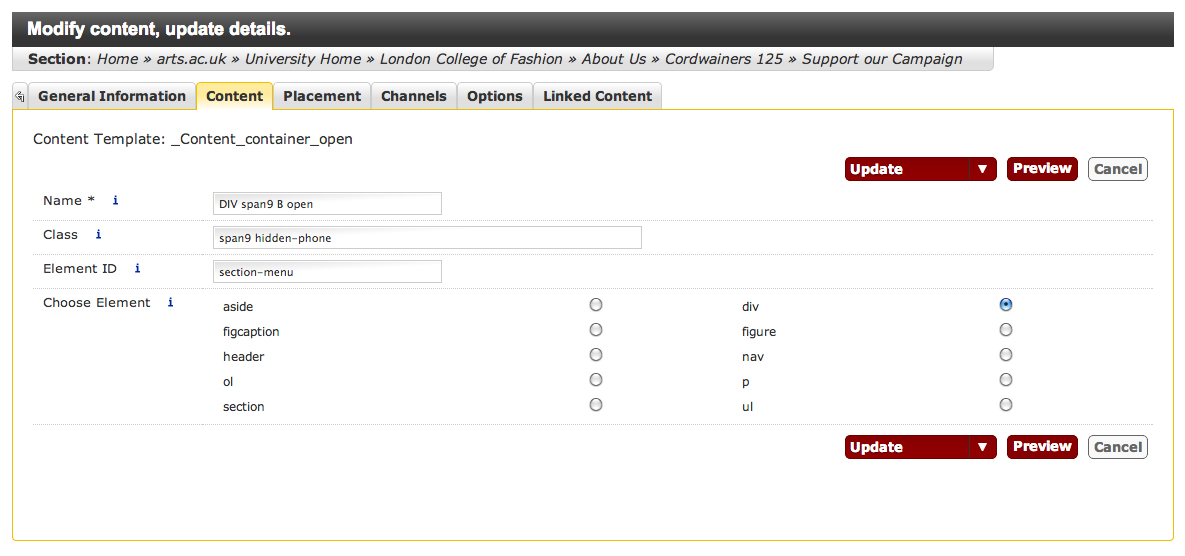 Modify content, update details.
Section: Home » arts.ac.uk » University Home » London College of Fashion » About Us » Cordwainers 125 » Support our Campaign
General Information Content Placement Channels Options Linked Content
Content Template: _Content_container_open
Update ▼ Preview Cancel
Name * i DIV span9 B open
Class i span9 hidden-phone
Element ID i section-menu
Choose Element i
aside div
figcaption figure
header nav
ol p
section ul
Update ▼ Preview Cancel